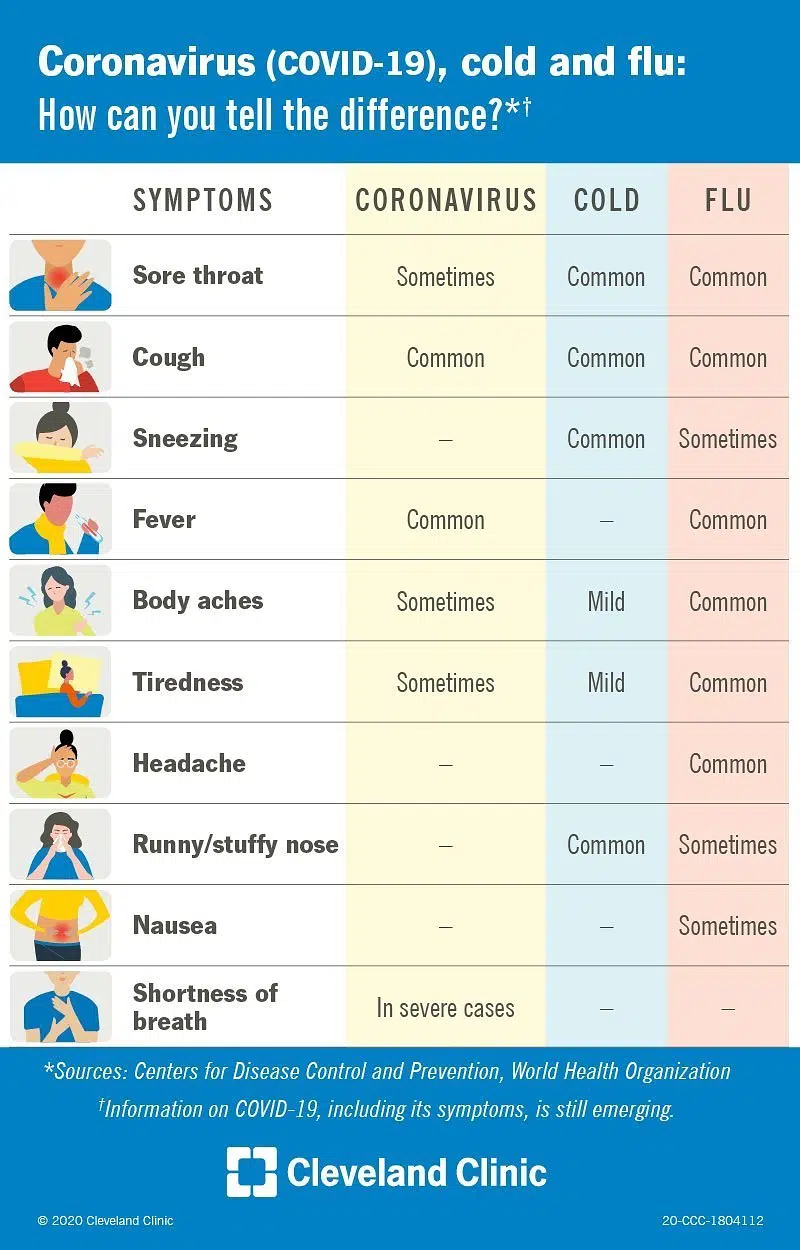 Coronavirus (COVID-19), cold and flu:
How can you tell the difference?*†
SYMPTOMS CORONAVIRUS COLD FLU
Sore throat Sometimes Common Common
Cough Common Common Common
Sneezing – Common Sometimes
Fever Common – Common
Body aches Sometimes Mild Common
Tiredness Sometimes Mild Common
Headache – – Common
Runny/stuffy nose – Common Sometimes
Nausea – – Sometimes
Shortness of
breath In severe cases – –
*Sources: Centers for Disease Control and Prevention, World Health Organization
†Information on COVID-19, including its symptoms, is still emerging.
Cleveland Clinic
© 2020 Cleveland Clinic 20-CCC-1804112